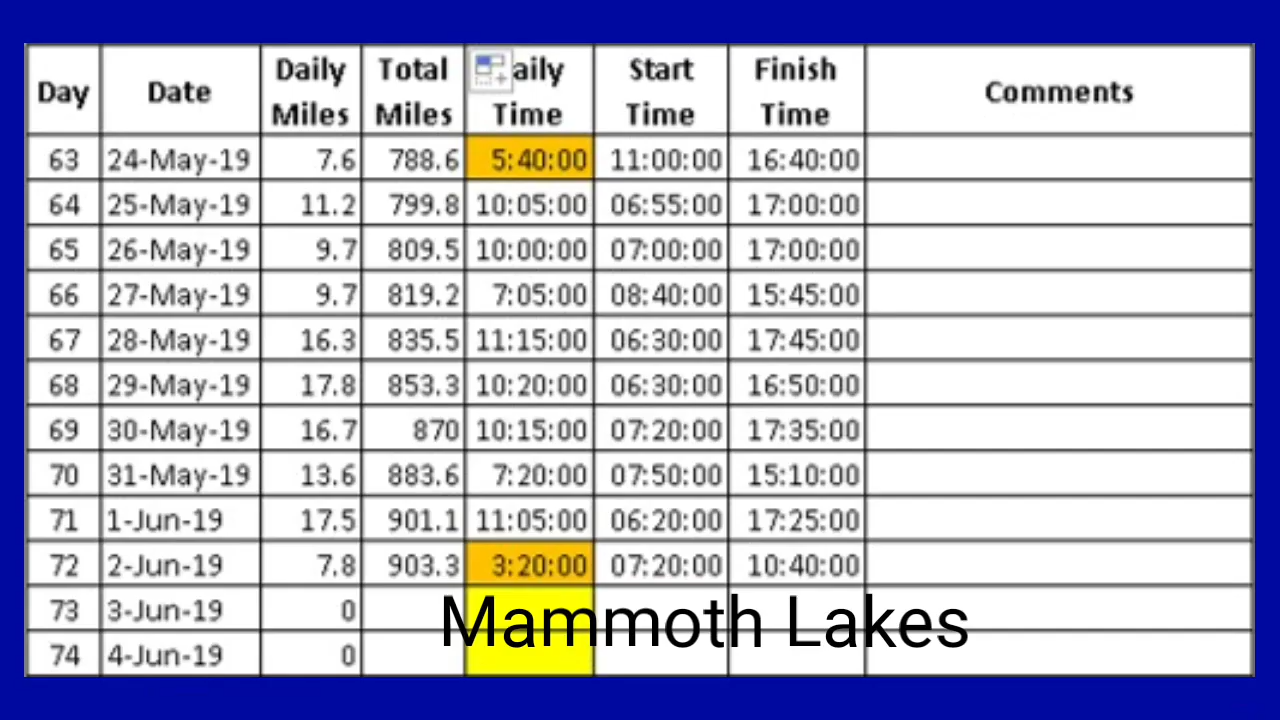 Day Date Daily Miles Total Miles aily Time Start Time Finish Time Comments
63 24-May-19 7.6 788.6 5:40:00 11:00:00 16:40:00
64 25-May-19 11.2 799.8 10:05:00 06:55:00 17:00:00
65 26-May-19 9.7 809.5 10:00:00 07:00:00 17:00:00
66 27-May-19 9.7 819.2 7:05:00 08:40:00 15:45:00
67 28-May-19 16.3 835.5 11:15:00 06:30:00 17:45:00
68 29-May-19 17.8 853.3 10:20:00 06:30:00 16:50:00
69 30-May-19 16.7 870 10:15:00 07:20:00 17:35:00
70 31-May-19 13.6 883.6 7:20:00 07:50:00 15:10:00
71 1-Jun-19 17.5 901.1 11:05:00 06:20:00 17:25:00
72 2-Jun-19 7.8 903.3 3:20:00 07:20:00 10:40:00
73 3-Jun-19 0
Mammoth Lakes
74 4-Jun-19 0